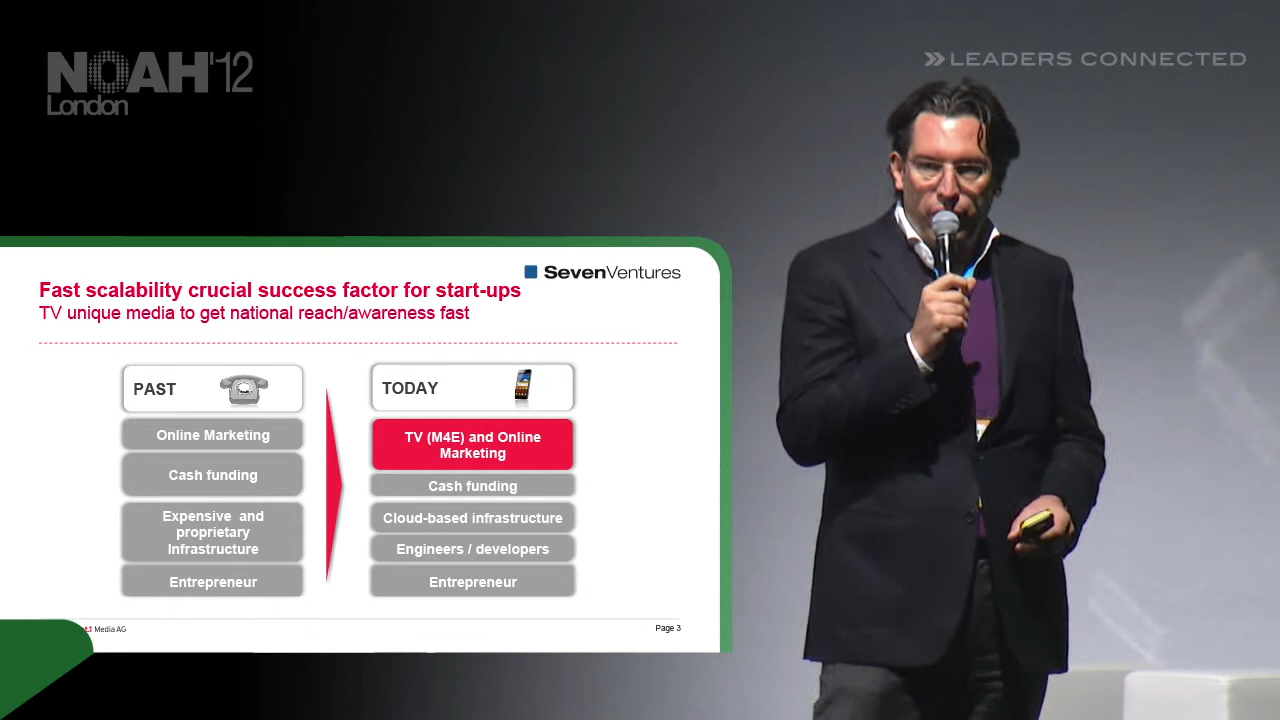 NOAH'12
London
LEADERS CONNECTED
SevenVentures
Fast scalability crucial success factor for start-ups
TV unique media to get national reach/awareness fast
PAST
Online Marketing
Cash funding
Expensive and
proprietary
Infrastructure
Entrepreneur
TODAY
TV (M4E) and Online
Marketing
Cash funding
Cloud-based infrastructure
Engineers / developers
Entrepreneur
Media AG
Page 3